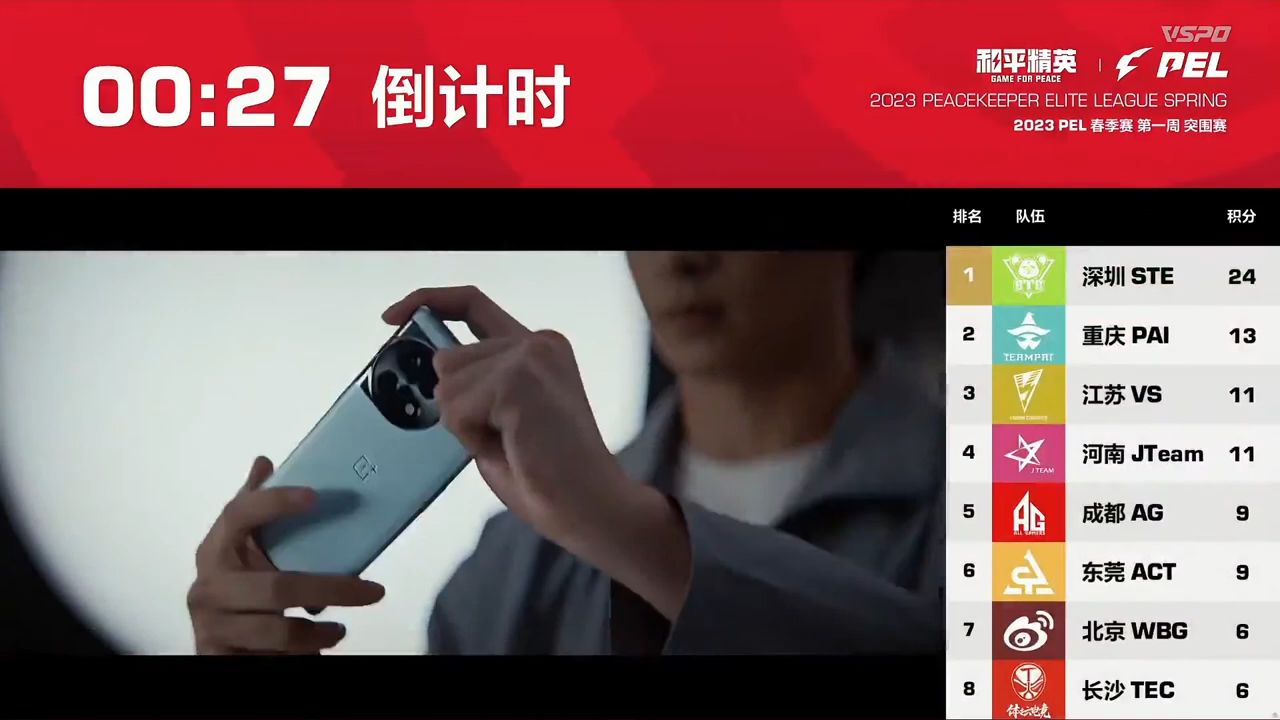 VSPO
00:27 倒计时
和平精英
GAME FOR PEACE
PEL
2023 PEACEKEEPER ELITE LEAGUE SPRING
2023 PEL 春季赛 第一周 突围赛
排名 队伍 积分
1 STE 深圳 STE 24
2 TEAMPAI 重庆 PAI 13
3 江苏 VS 11
4 J TEAM 河南 JTeam 11
5 AG ALL GAMERS 成都 AG 9
6 东莞 ACT 9
7 北京 WBG 6
8 长沙 TEC 6